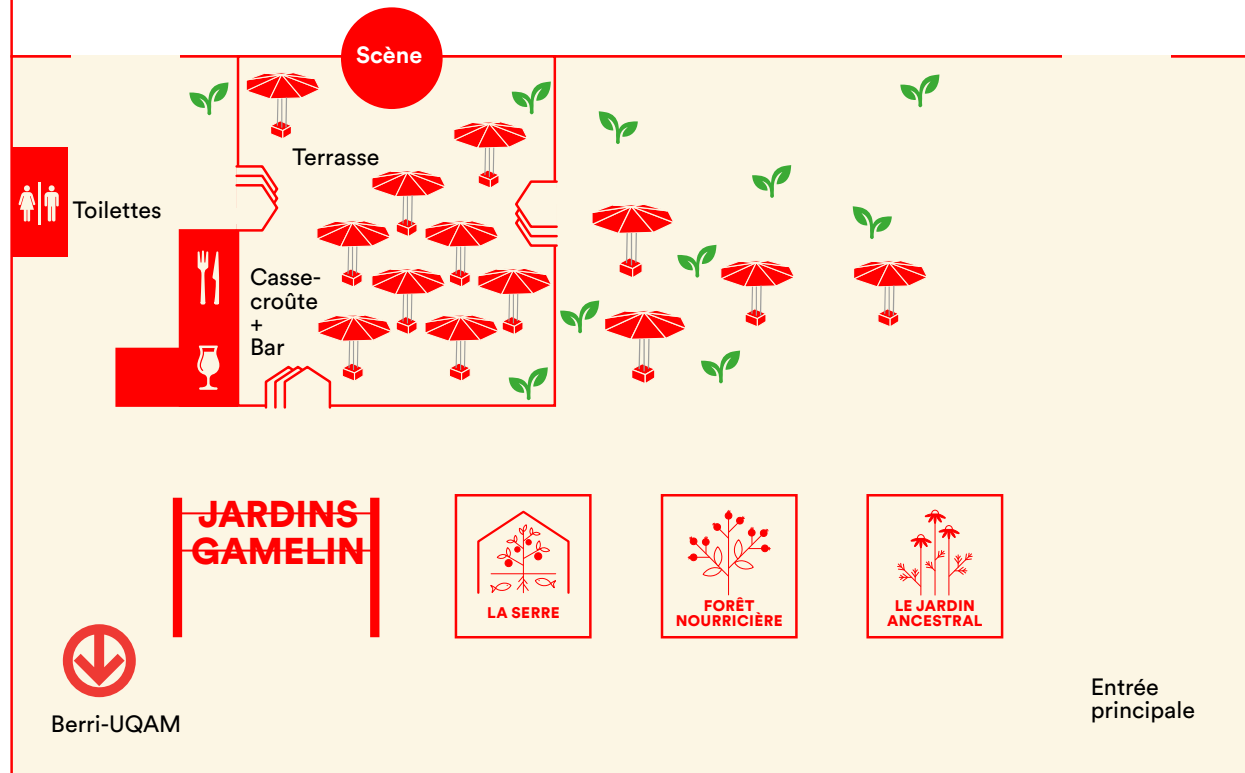 Scène
Terrasse
Toilettes
Casse-
croûte
+
Bar
JARDINS
GAMELIN
LA SERRE
FORÊT
NOURRICIÈRE
LE JARDIN
ANCESTRAL
Berri-UQAM
Entrée
principale